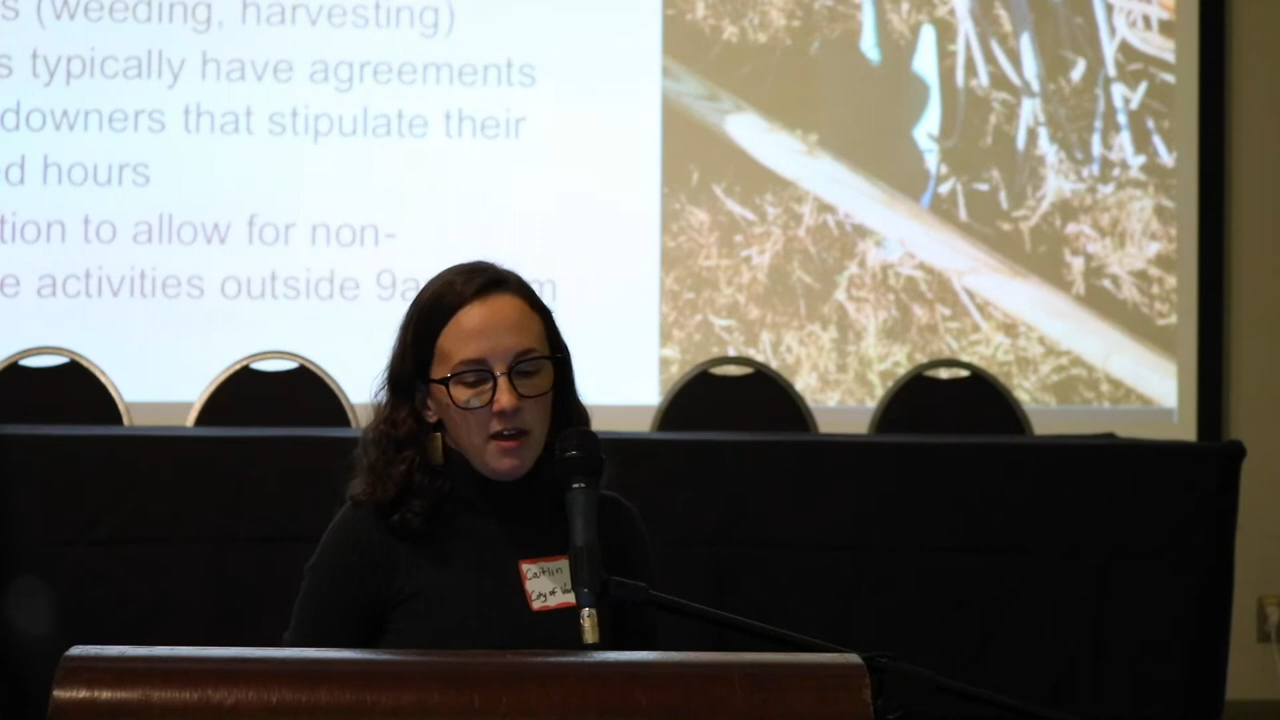 s (weeding, harvesting)
s typically have agreements
downers that stipulate their
d hours
tion to allow for non-
e activities outside 9a m
Caitlin
City of Van